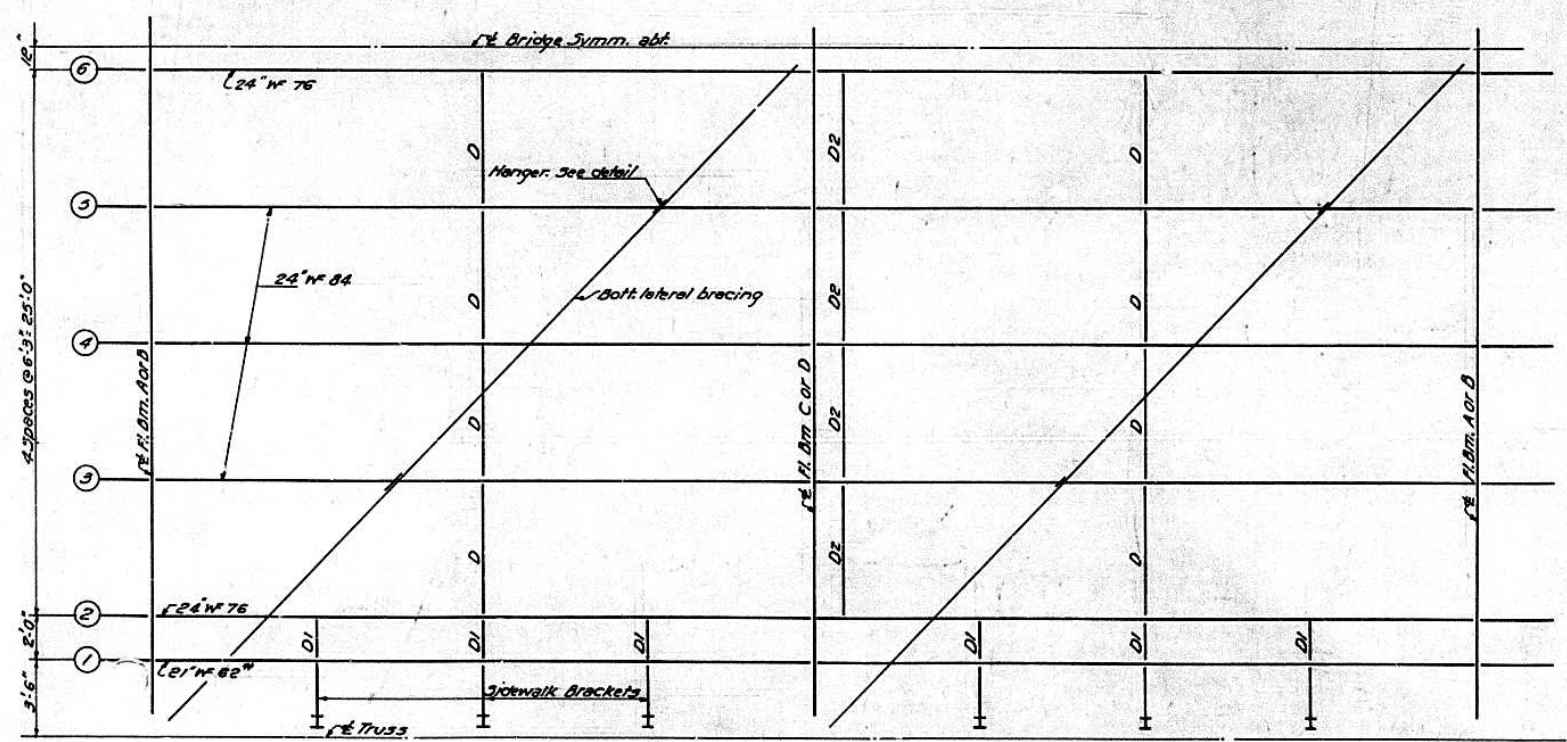 ℄ Bridge Symm. abt.
12"
6
24" WF 76
D
D2
D
Hanger. See detail
5
24" WF 84
4 Spaces @ 6'-3" = 25'-0"
D
Bott. lateral bracing
D2
D
4
℄ Fl. Bm. A or B
D
℄ Fl. Bm C or D
D2
D
℄ Fl. Bm. A or B
3
D
D2
D
2'-0"
2
24" WF 76
D1
D1
D1
D1
D1
D1
1
21" WF 62#
3'-6"
Sidewalk Brackets
℄ Truss